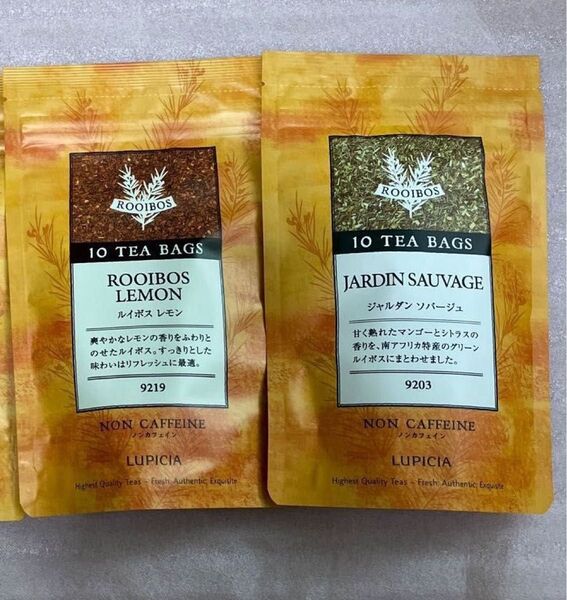 ROOIBOS
10 TEA BAGS
ROOIBOS
LEMON
ルイボス レモン
爽やかなレモンの香りをふわりと
のせたルイボス。すっきりとした
味わいはリフレッシュに最適。
9219
NON CAFFEINE
ノンカフェイン
LUPICIA
Highest Quality Teas - Fresh, Authentic, Exquisite
ROOIBOS
10 TEA BAGS
JARDIN SAUVAGE
ジャルダン ソバージュ
甘く熟れたマンゴーとシトラスの
香りを、南アフリカ特産のグリーン
ルイボスにまとわせました。
9203
NON CAFFEINE
ノンカフェイン
LUPICIA
Highest Quality Teas - Fresh, Authentic, Exquisite